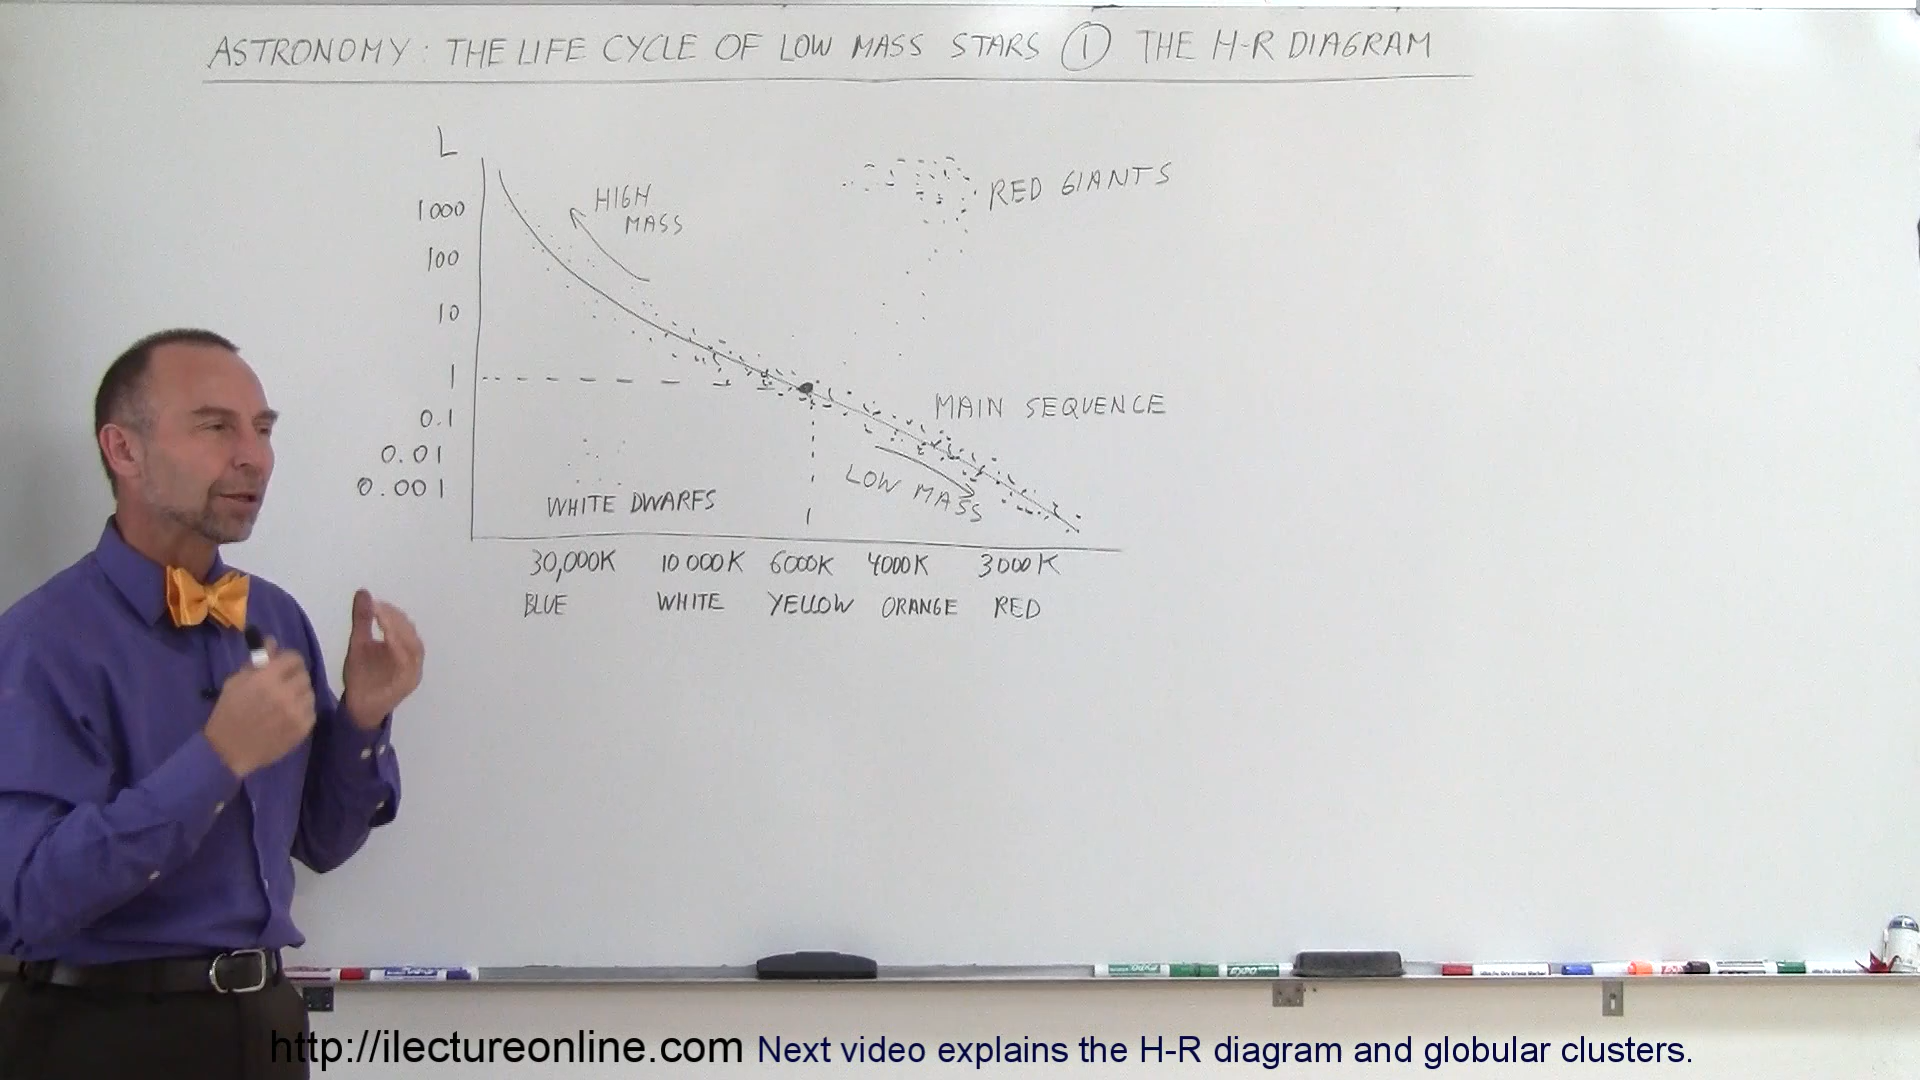 ASTRONOMY: THE LIFE CYCLE OF LOW MASS STARS ① THE H-R DIAGRAM
L
1000
100
10
1
0.1
0.01
0.001
HIGH
MASS
RED GIANTS
MAIN SEQUENCE
LOW MASS
WHITE DWARFS
1
30,000K 10 000K 6000K 4000K 3000K
BLUE WHITE YELLOW ORANGE RED
EXPO
http://ilectureonline.com Next video explains the H-R diagram and globular clusters.